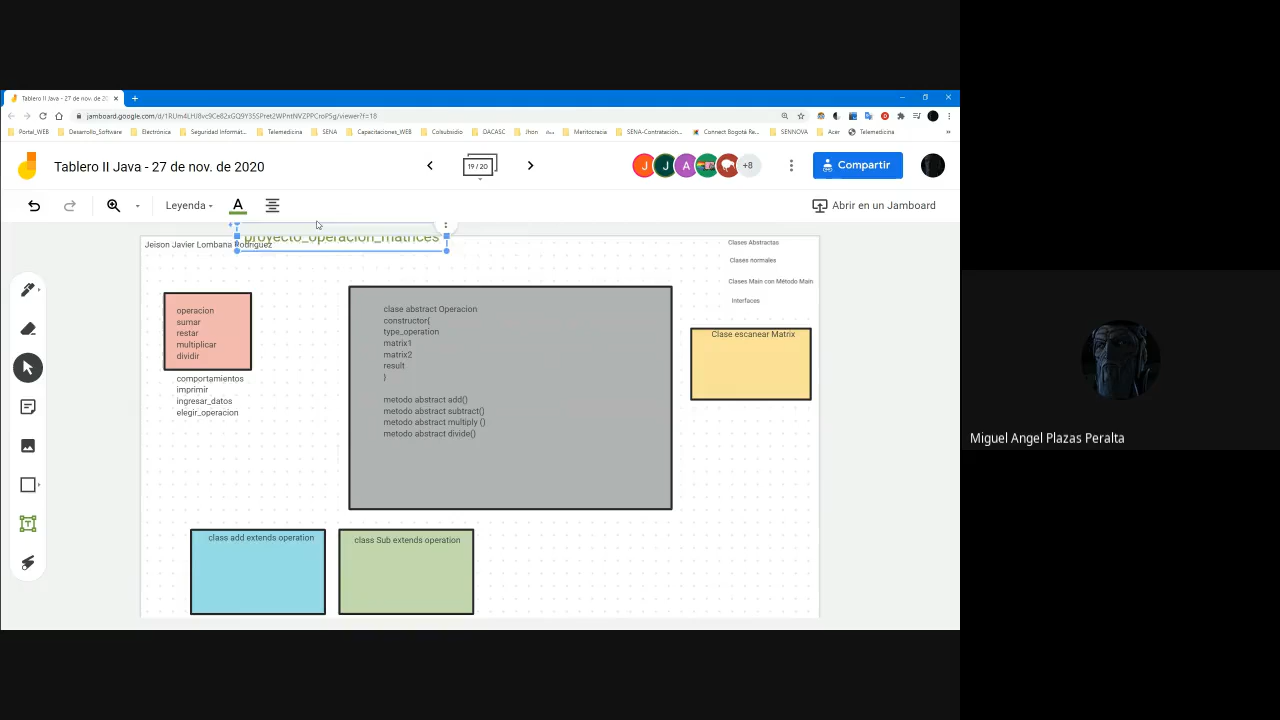 Tablero II Java - 27 de nov. de 20
jamboard.google.com/d/1RUm4LHJ8vc9Ce82xGQ9Y35SPret2WPntNVZPPCroPSg/viewer?f=18
Portal_WEB
Desarrollo_Software
Electrónica
Seguridad Informát...
Telemedicina
SENA
Capacitaciones_WEB
Colsubsidio
DACASC
Jhon
Meritocracia
SENA-Contratación...
Connect Bogotá Re...
SENNOVA
Acer
Telemedicina
Tablero II Java - 27 de nov. de 2020
19 / 20
J
J
A
+8
Compartir
Leyenda
A
Abrir en un Jamboard
proyecto_operacion_matrices
Jeison Javier Lombana Rodriguez
Clases Abstractas
Clases normales
Clases Main con Método Main
Interfaces
operacion
sumar
restar
multiplicar
dividir
comportamientos
imprimir
ingresar_datos
elegir_operacion
clase abstract Operacion
constructor{
type_operation
matrix1
matrix2
result
}
metodo abstract add()
metodo abstract subtract()
metodo abstract multiply ()
metodo abstract divide()
Clase escanear Matrix
class add extends operation
class Sub extends operation
Miguel Angel Plazas Peralta